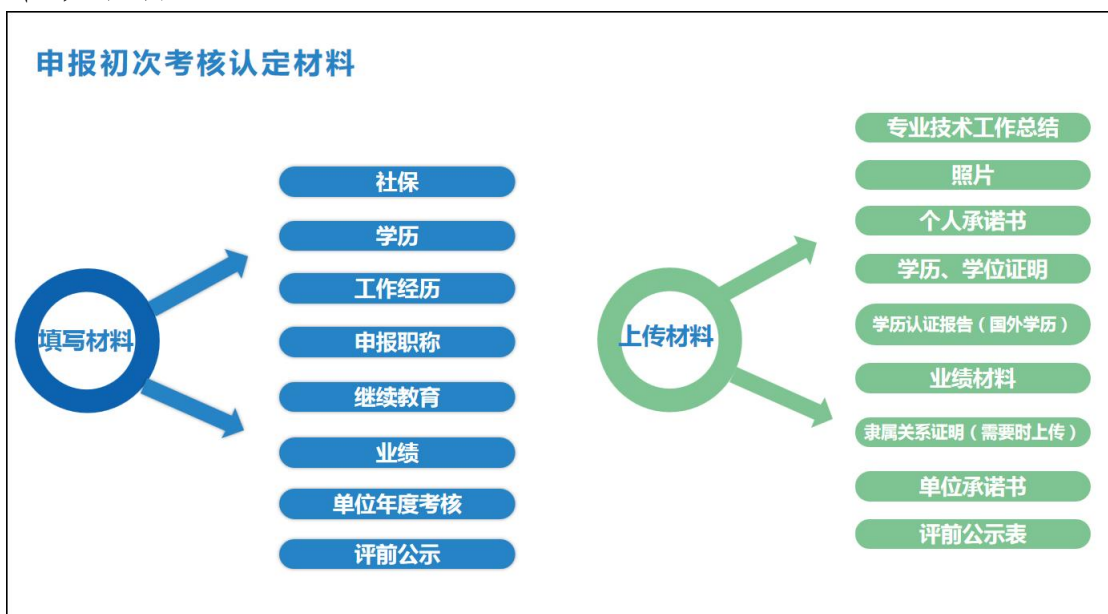 申报初次考核认定材料
填写材料
社保
学历
工作经历
申报职称
继续教育
业绩
单位年度考核
评前公示
上传材料
专业技术工作总结
照片
个人承诺书
学历、学位证明
学历认证报告（国外学历）
业绩材料
隶属关系证明（需要时上传）
单位承诺书
评前公示表